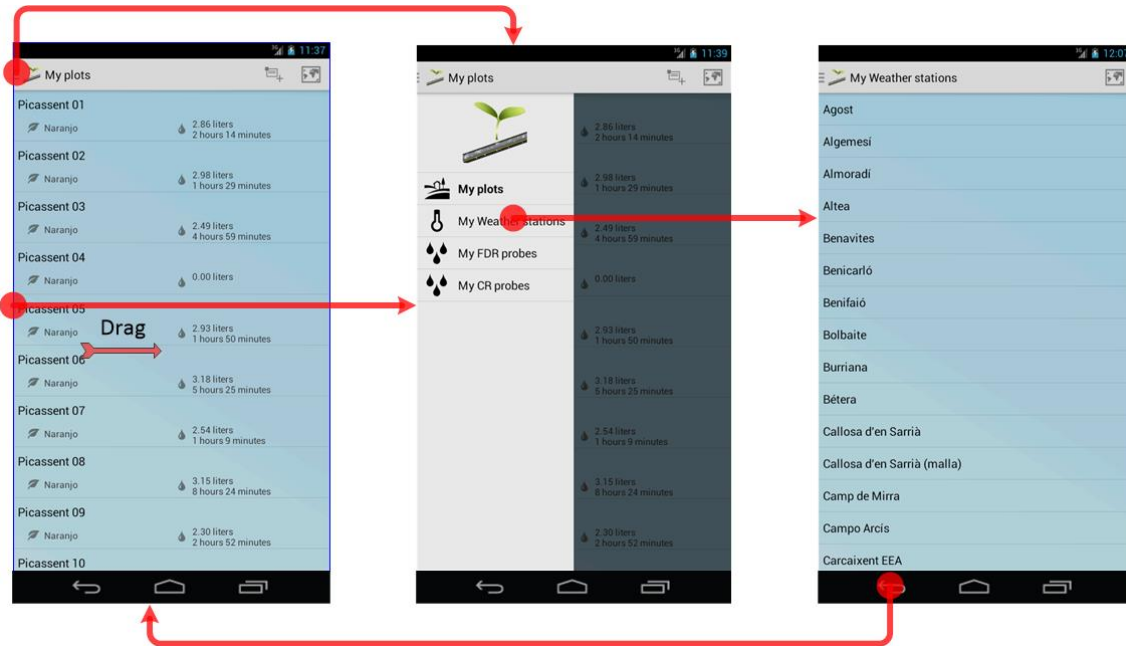 11:37
My plots
Picassent 01
Naranjo
2.86 liters
2 hours 14 minutes
Picassent 02
Naranjo
2.98 liters
1 hours 29 minutes
Picassent 03
Naranjo
2.49 liters
4 hours 59 minutes
Picassent 04
Naranjo
0.00 liters
Picassent 05
Naranjo
Drag
2.93 liters
1 hours 50 minutes
Picassent 06
Naranjo
3.18 liters
5 hours 25 minutes
Picassent 07
Naranjo
2.54 liters
1 hours 9 minutes
Picassent 08
Naranjo
3.15 liters
8 hours 24 minutes
Picassent 09
Naranjo
2.30 liters
2 hours 52 minutes
Picassent 10
3G 11:39
My plots
My plots
My Weather stations
My FDR probes
My CR probes
2.86 liters
2 hours 14 minutes
2.98 liters
1 hours 29 minutes
2.49 liters
4 hours 59 minutes
0.00 liters
2.93 liters
1 hours 50 minutes
3.18 liters
5 hours 25 minutes
2.54 liters
1 hours 9 minutes
3.15 liters
8 hours 24 minutes
2.30 liters
2 hours 52 minutes
3G 12:07
My Weather stations
Agost
Algemesí
Almoradí
Altea
Benavites
Benicarló
Benifaió
Bolbaite
Burriana
Bétera
Callosa d'en Sarrià
Callosa d'en Sarrià (malla)
Camp de Mirra
Campo Arcís
Carcaixent EEA